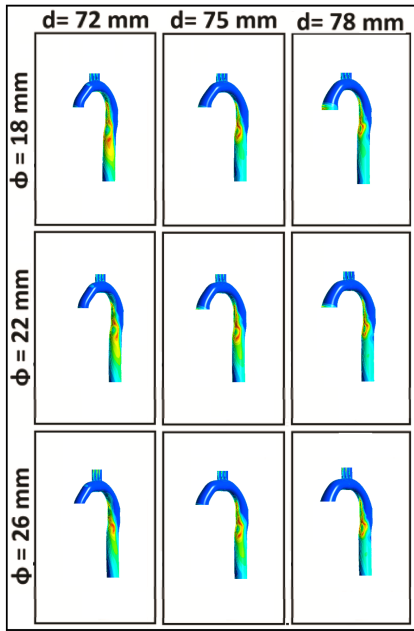 d= 72 mm d= 75 mm d= 78 mm
Φ = 18 mm
Φ = 22 mm
Φ = 26 mm